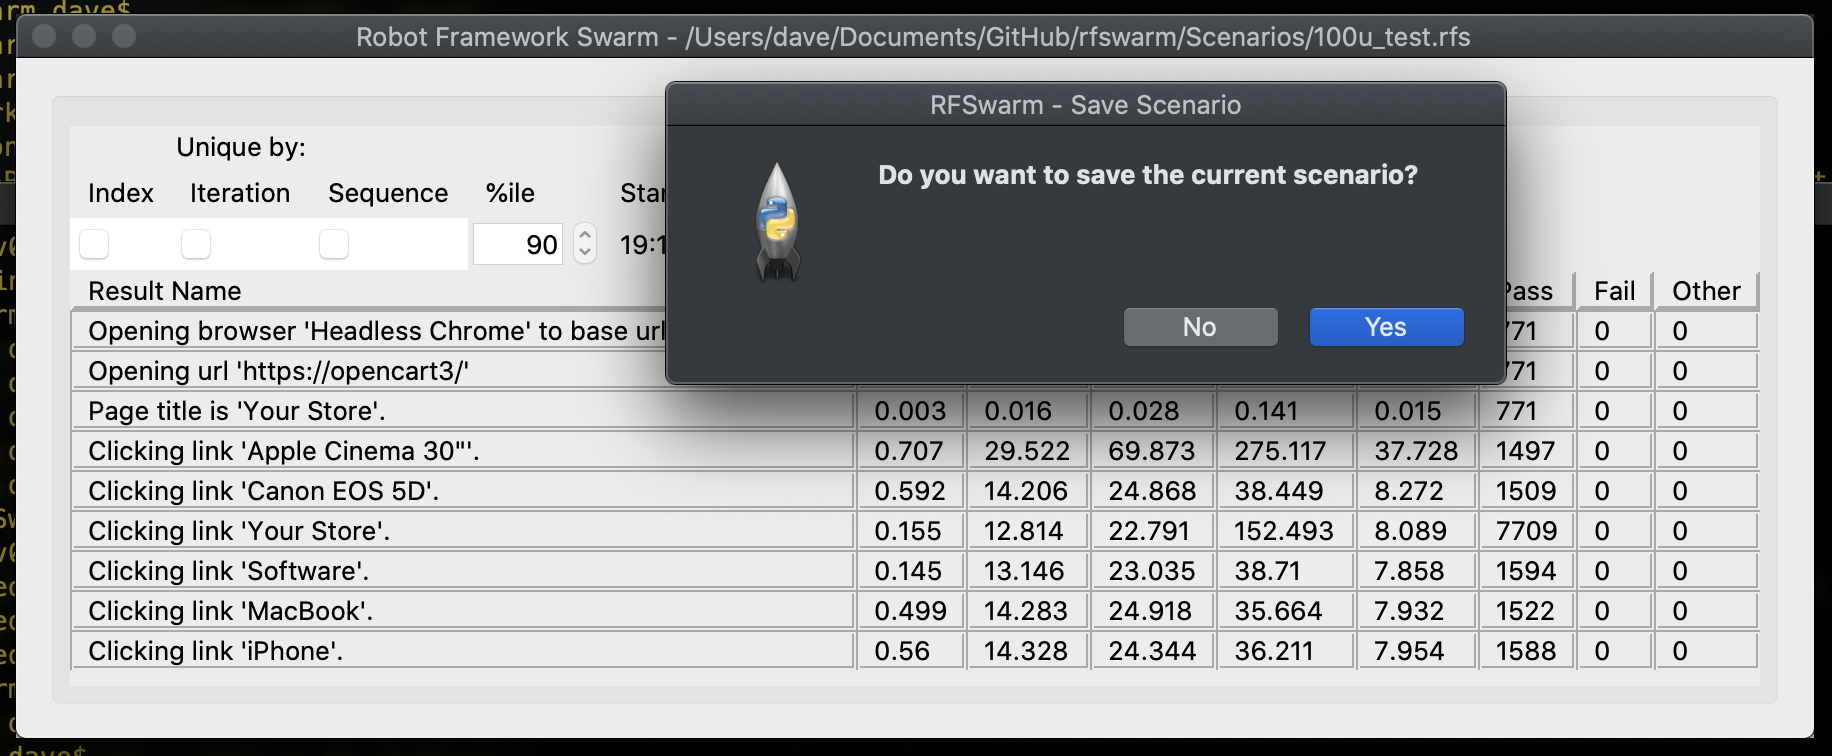 arm dave$
Robot Framework Swarm - /Users/dave/Documents/GitHub/rfswarm/Scenarios/100u_test.rfs
RFSwarm - Save Scenario
Do you want to save the current scenario?
No Yes
Unique by:
Index Iteration Sequence %ile
90 19:1
Result Name Fail Other
Opening browser 'Headless Chrome' to base url 0 0
Opening url 'https://opencart3/' 0 0
Page title is 'Your Store'. 0.003 0.016 0.028 0.141 0.015 771 0 0
Clicking link 'Apple Cinema 30"'. 0.707 29.522 69.873 275.117 37.728 1497 0 0
Clicking link 'Canon EOS 5D'. 0.592 14.206 24.868 38.449 8.272 1509 0 0
Clicking link 'Your Store'. 0.155 12.814 22.791 152.493 8.089 7709 0 0
Clicking link 'Software'. 0.145 13.146 23.035 38.71 7.858 1594 0 0
Clicking link 'MacBook'. 0.499 14.283 24.918 35.664 7.932 1522 0 0
Clicking link 'iPhone'. 0.56 14.328 24.344 36.211 7.954 1588 0 0
dave$